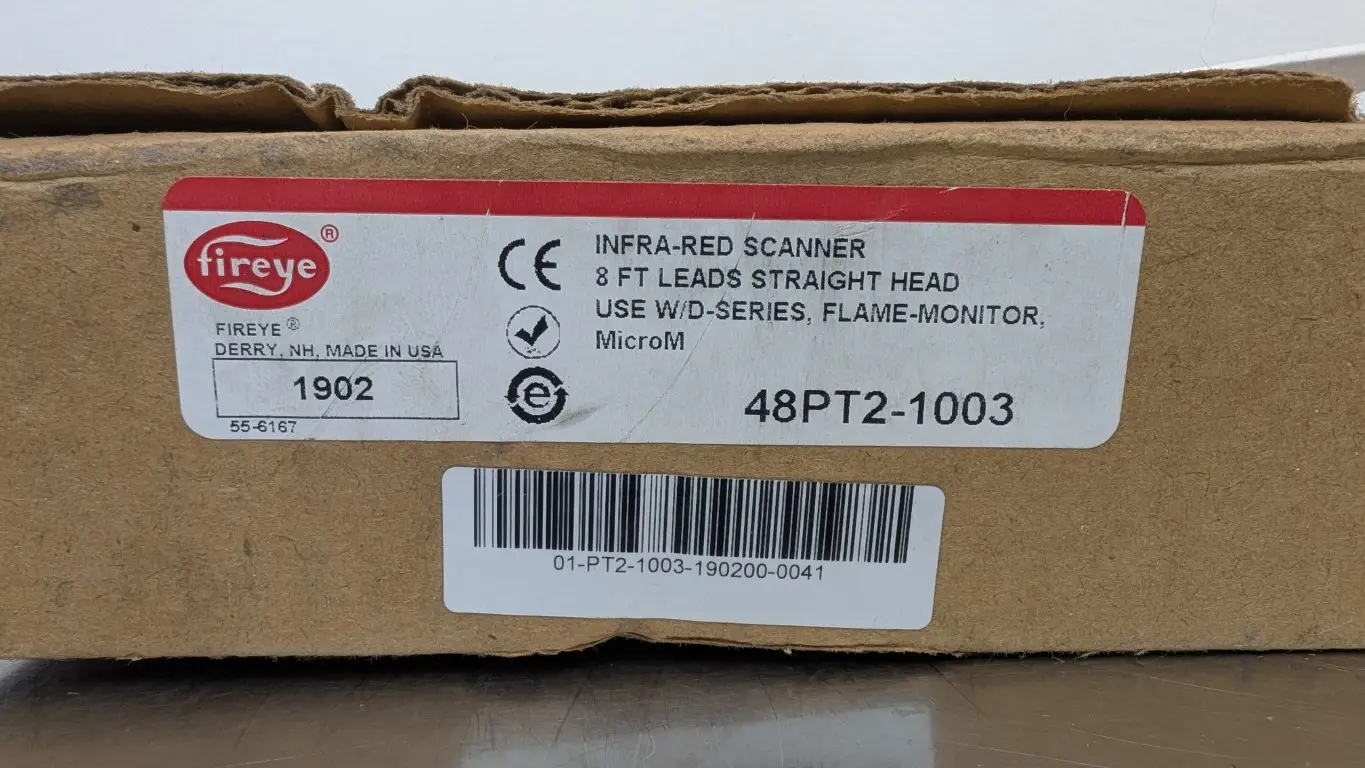 fireye ®
FIREYE ®
DERRY, NH, MADE IN USA
1902
55-6167
CE
e
INFRA-RED SCANNER
8 FT LEADS STRAIGHT HEAD
USE W/D-SERIES, FLAME-MONITOR,
MicroM
48PT2-1003
01-PT2-1003-190200-0041